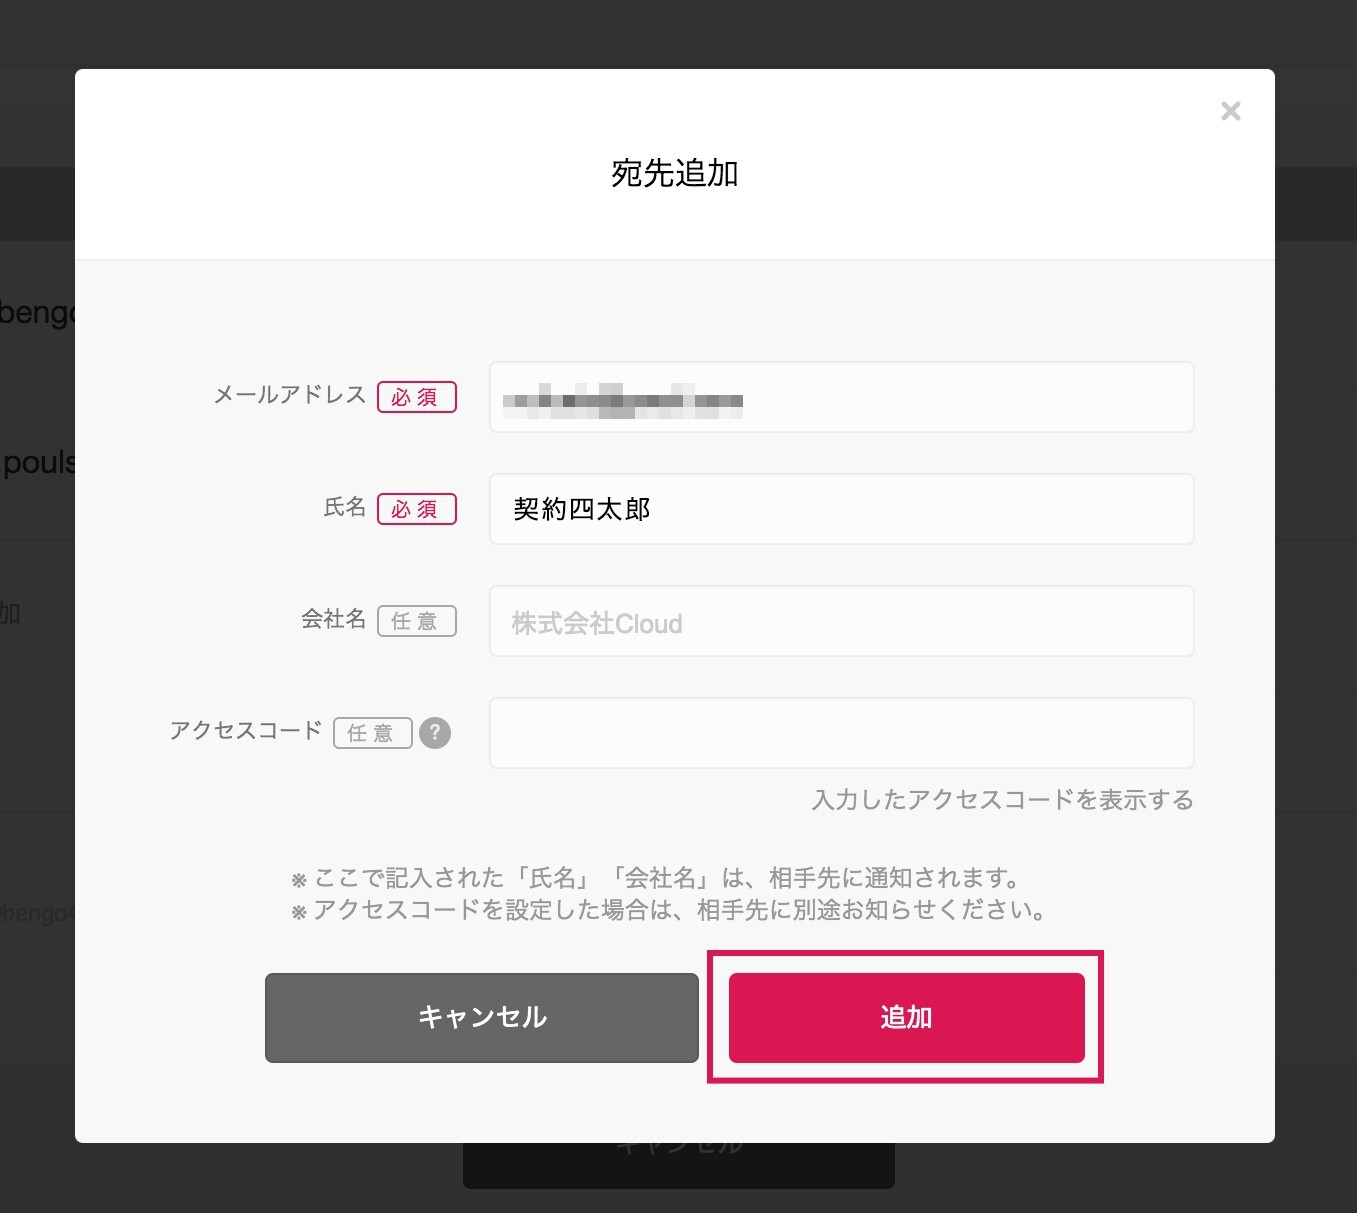 宛先追加
メールアドレス 必須
氏名 必須 契約四太郎
会社名 任意 株式会社Cloud
アクセスコード 任意 ?
入力したアクセスコードを表示する
※ ここで記入された「氏名」「会社名」は、相手先に通知されます。
※ アクセスコードを設定した場合は、相手先に別途お知らせください。
キャンセル 追加
キャンセル